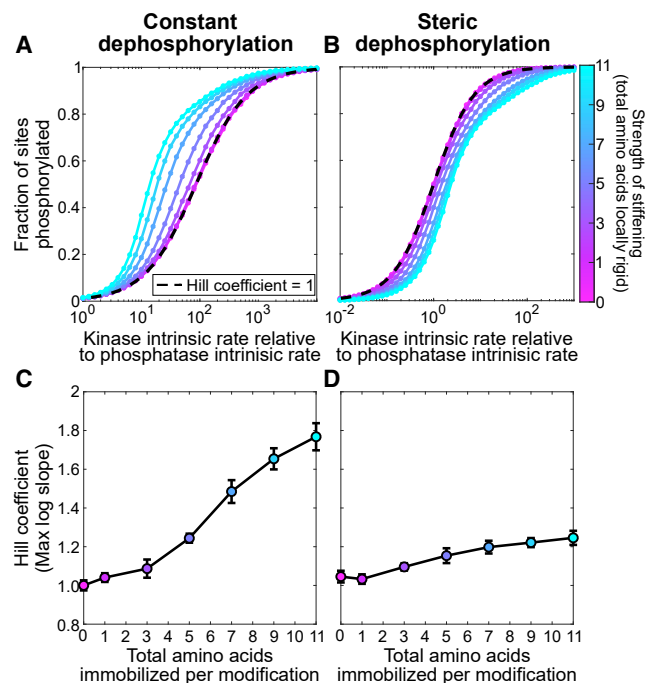 Constant
dephosphorylation
Steric
dephosphorylation
A
B
Fraction of sites
phosphorylated
1
0.8
0.6
0.4
0.2
0
Hill coefficient = 1
10^0
10^1
10^2
10^3
10^-2
10^0
10^2
Kinase intrinsic rate relative
to phosphatase intrinisic rate
Kinase intrinsic rate relative
to phosphatase intrinisic rate
11
9
7
5
3
1
0
Strength of stiffening
(total amino acids locally rigid)
C
D
Hill coefficient
(Max log slope)
2
1.8
1.6
1.4
1.2
1.0
0.8
0 1 2 3 4 5 6 7 8 9 10 11
0 1 2 3 4 5 6 7 8 9 10 11
Total amino acids
immobilized per modification
Total amino acids
immobilized per modification